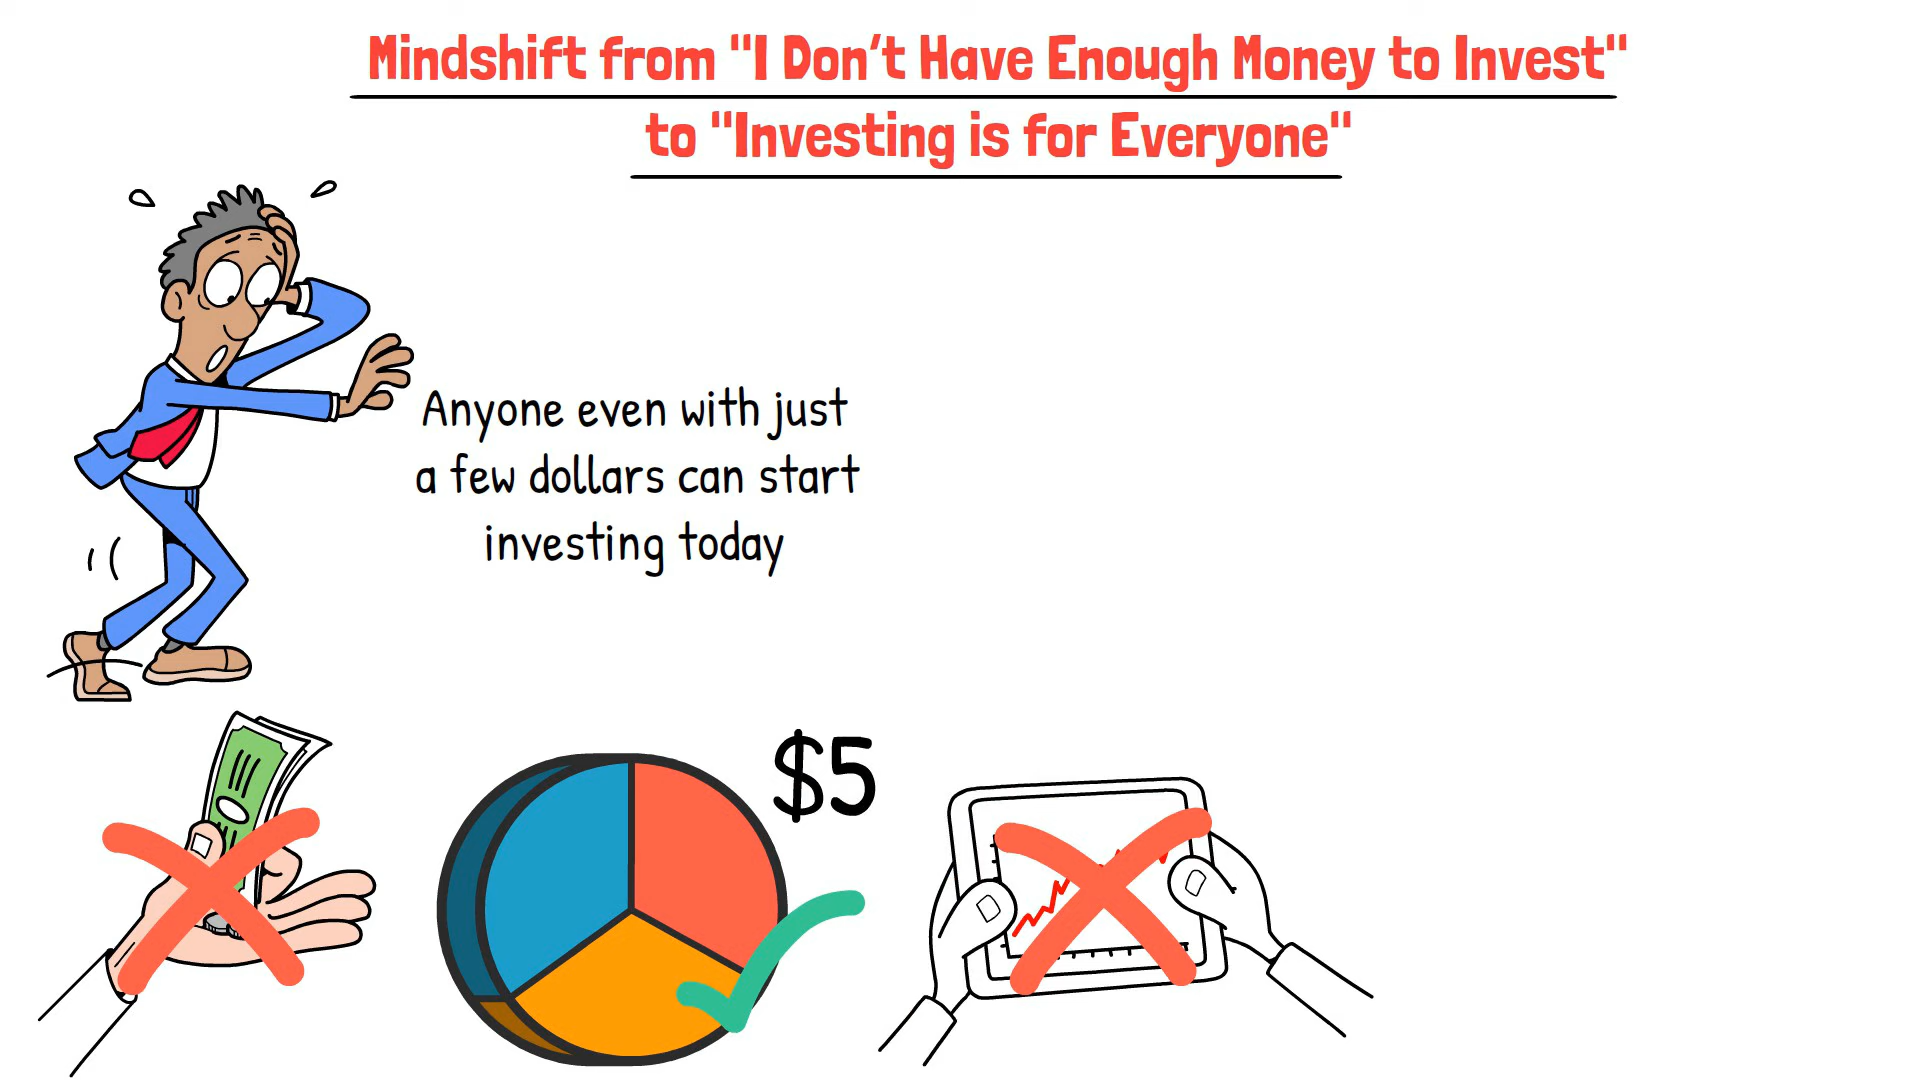 Mindshift from "I Don't Have Enough Money to Invest"
to "Investing is for Everyone"
Anyone even with just
a few dollars can start
investing today
$5